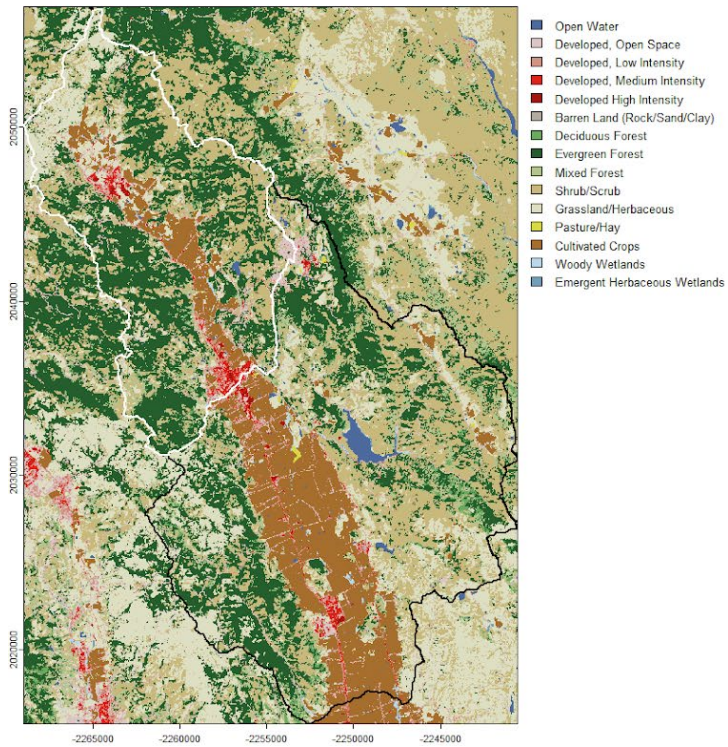 Open Water
Developed, Open Space
Developed, Low Intensity
Developed, Medium Intensity
Developed High Intensity
Barren Land (Rock/Sand/Clay)
Deciduous Forest
Evergreen Forest
Mixed Forest
Shrub/Scrub
Grassland/Herbaceous
Pasture/Hay
Cultivated Crops
Woody Wetlands
Emergent Herbaceous Wetlands
2050000
2040000
2030000
2020000
-2265000 -2260000 -2255000 -2250000 -2245000